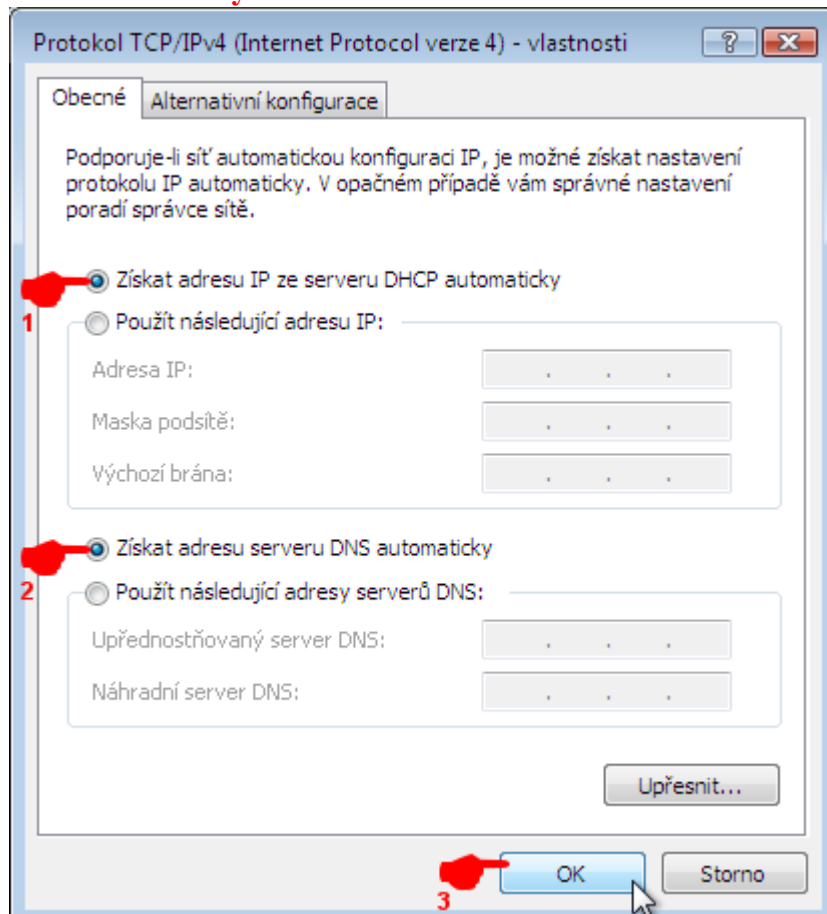 Protokol TCP/IPv4 (Internet Protocol verze 4) - vlastnosti
Obecné
Alternativní konfigurace
Podporuje-li síť automatickou konfiguraci IP, je možné získat nastavení
protokolu IP automaticky. V opačném případě vám správné nastavení
poradí správce sítě.
Získat adresu IP ze serveru DHCP automaticky
1
Použít následující adresu IP:
Adresa IP: . . .
Maska podsítě: . . .
Výchozí brána: . . .
Získat adresu serveru DNS automaticky
2
Použít následující adresy serverů DNS:
Upřednostňovaný server DNS: . . .
Náhradní server DNS: . . .
Upřesnit...
3
OK
Storno